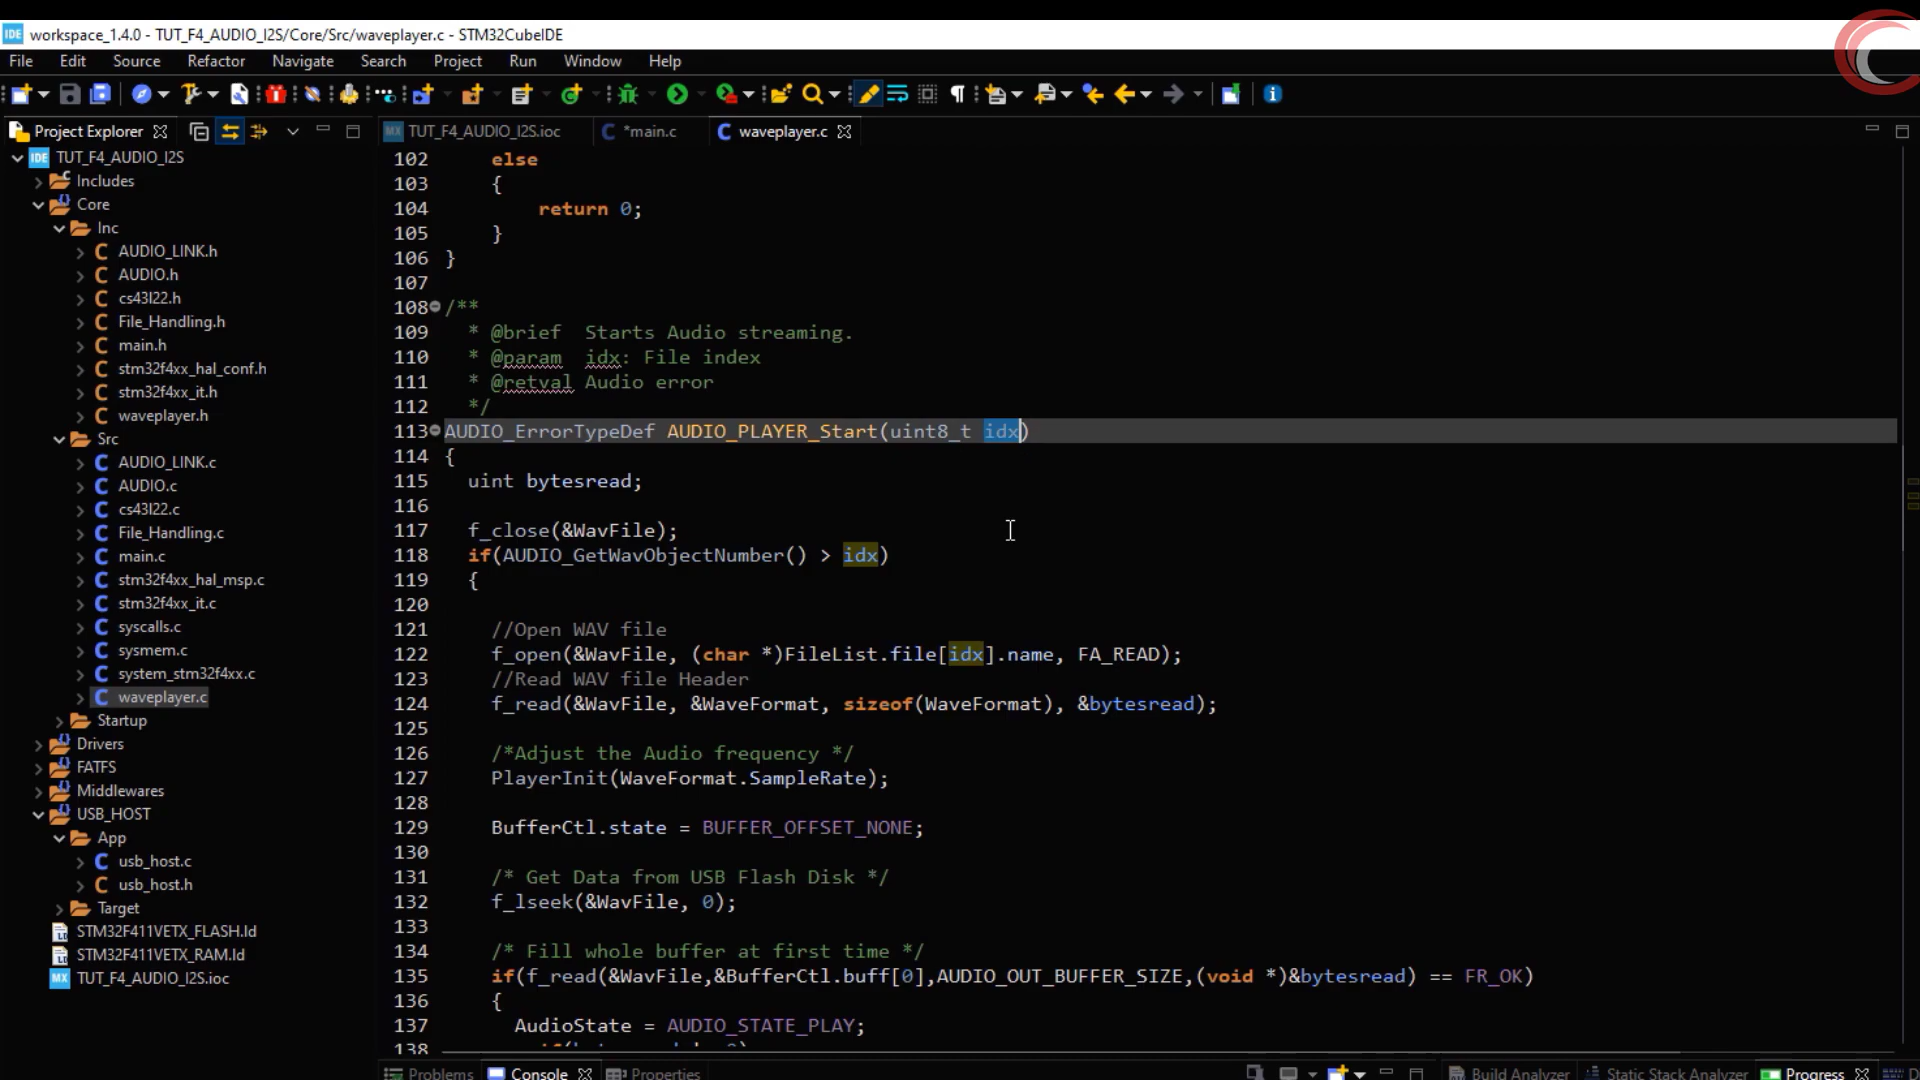 IDE workspace_1.4.0 - TUT_F4_AUDIO_I2S/Core/Src/waveplayer.c - STM32CubeIDE
File Edit Source Refactor Navigate Search Project Run Window Help
Project Explorer
MX TUT_F4_AUDIO_I2S.ioc
*main.c
waveplayer.c
IDE TUT_F4_AUDIO_I2S
Includes
Core
Inc
AUDIO_LINK.h
AUDIO.h
cs43l22.h
File_Handling.h
main.h
stm32f4xx_hal_conf.h
stm32f4xx_it.h
waveplayer.h
Src
AUDIO_LINK.c
AUDIO.c
cs43l22.c
File_Handling.c
main.c
stm32f4xx_hal_msp.c
stm32f4xx_it.c
syscalls.c
sysmem.c
system_stm32f4xx.c
waveplayer.c
Startup
Drivers
FATFS
Middlewares
USB_HOST
App
usb_host.c
usb_host.h
Target
STM32F411VETX_FLASH.ld
STM32F411VETX_RAM.ld
MX TUT_F4_AUDIO_I2S.ioc
102 else
103 {
104 return 0;
105 }
106 }
107
108 /**
109 * @brief Starts Audio streaming.
110 * @param idx: File index
111 * @retval Audio error
112 */
113 AUDIO_ErrorTypeDef AUDIO_PLAYER_Start(uint8_t idx)
114 {
115 uint bytesread;
116
117 f_close(&WavFile);
118 if(AUDIO_GetWavObjectNumber() > idx)
119 {
120
121 //Open WAV file
122 f_open(&WavFile, (char *)FileList.file[idx].name, FA_READ);
123 //Read WAV file Header
124 f_read(&WavFile, &WaveFormat, sizeof(WaveFormat), &bytesread);
125
126 /*Adjust the Audio frequency */
127 PlayerInit(WaveFormat.SampleRate);
128
129 BufferCtl.state = BUFFER_OFFSET_NONE;
130
131 /* Get Data from USB Flash Disk */
132 f_lseek(&WavFile, 0);
133
134 /* Fill whole buffer at first time */
135 if(f_read(&WavFile,&BufferCtl.buff[0],AUDIO_OUT_BUFFER_SIZE,(void *)&bytesread) == FR_OK)
136 {
137 AudioState = AUDIO_STATE_PLAY;
138
Problems Console Properties
Build Analyzer Static Stack Analyzer Progress